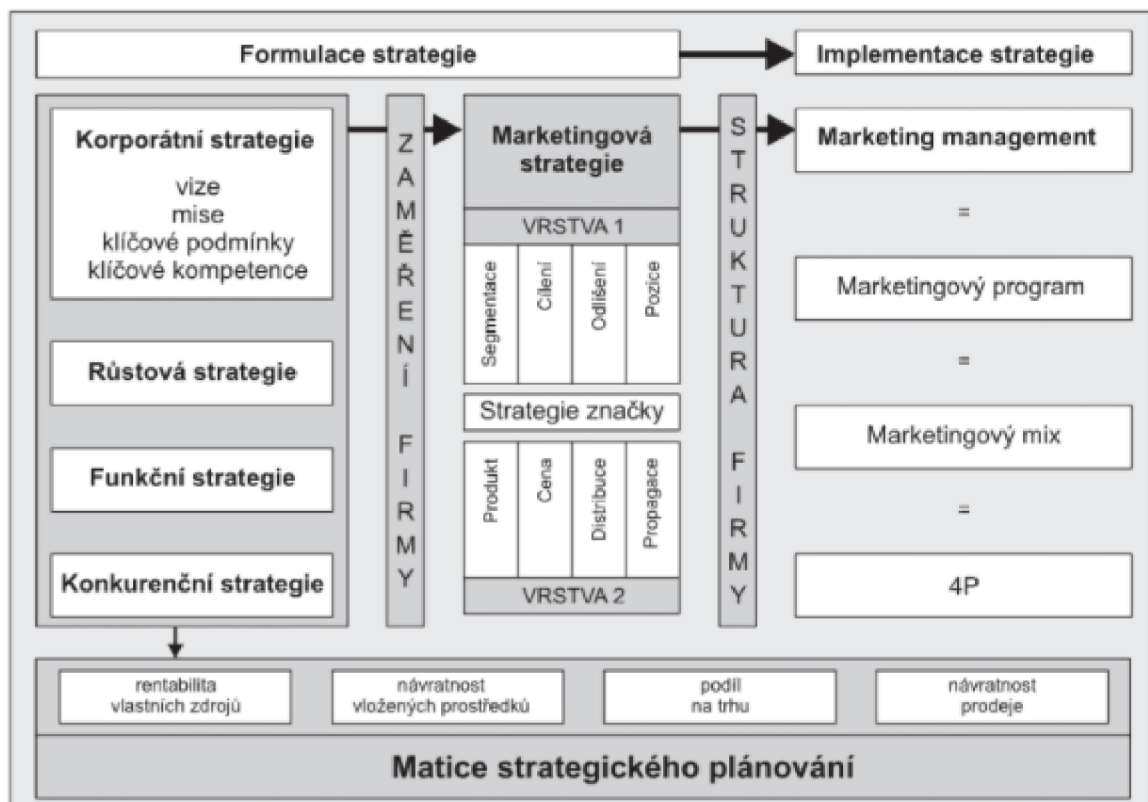 Formulace strategie
Implementace strategie
Korporátní strategie
vize
mise
klíčové podmínky
klíčové kompetence
Růstová strategie
Funkční strategie
Konkurenční strategie
ZAMĚŘENÍ FIRMY
Marketingová
strategie
VRSTVA 1
Segmentace
Cílení
Odlišení
Pozice
Strategie značky
Produkt
Cena
Distribuce
Propagace
VRSTVA 2
STRUKTURA FIRMY
Marketing management
=
Marketingový program
=
Marketingový mix
=
4P
rentabilita
vlastních zdrojů
návratnost
vložených prostředků
podíl
na trhu
návratnost
prodeje
Matice strategického plánování